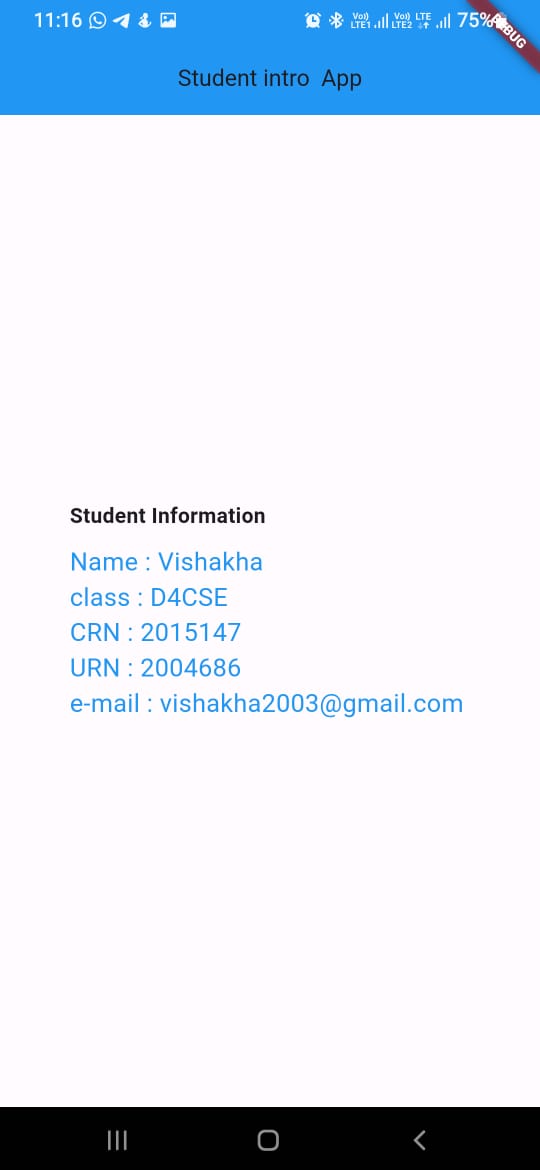 11:16 Vo)) LTE1 Vo)) LTE2 LTE 75% DEBUG
Student intro  App
Student Information
Name : Vishakha
class : D4CSE
CRN : 2015147
URN : 2004686
e-mail : vishakha2003@gmail.com